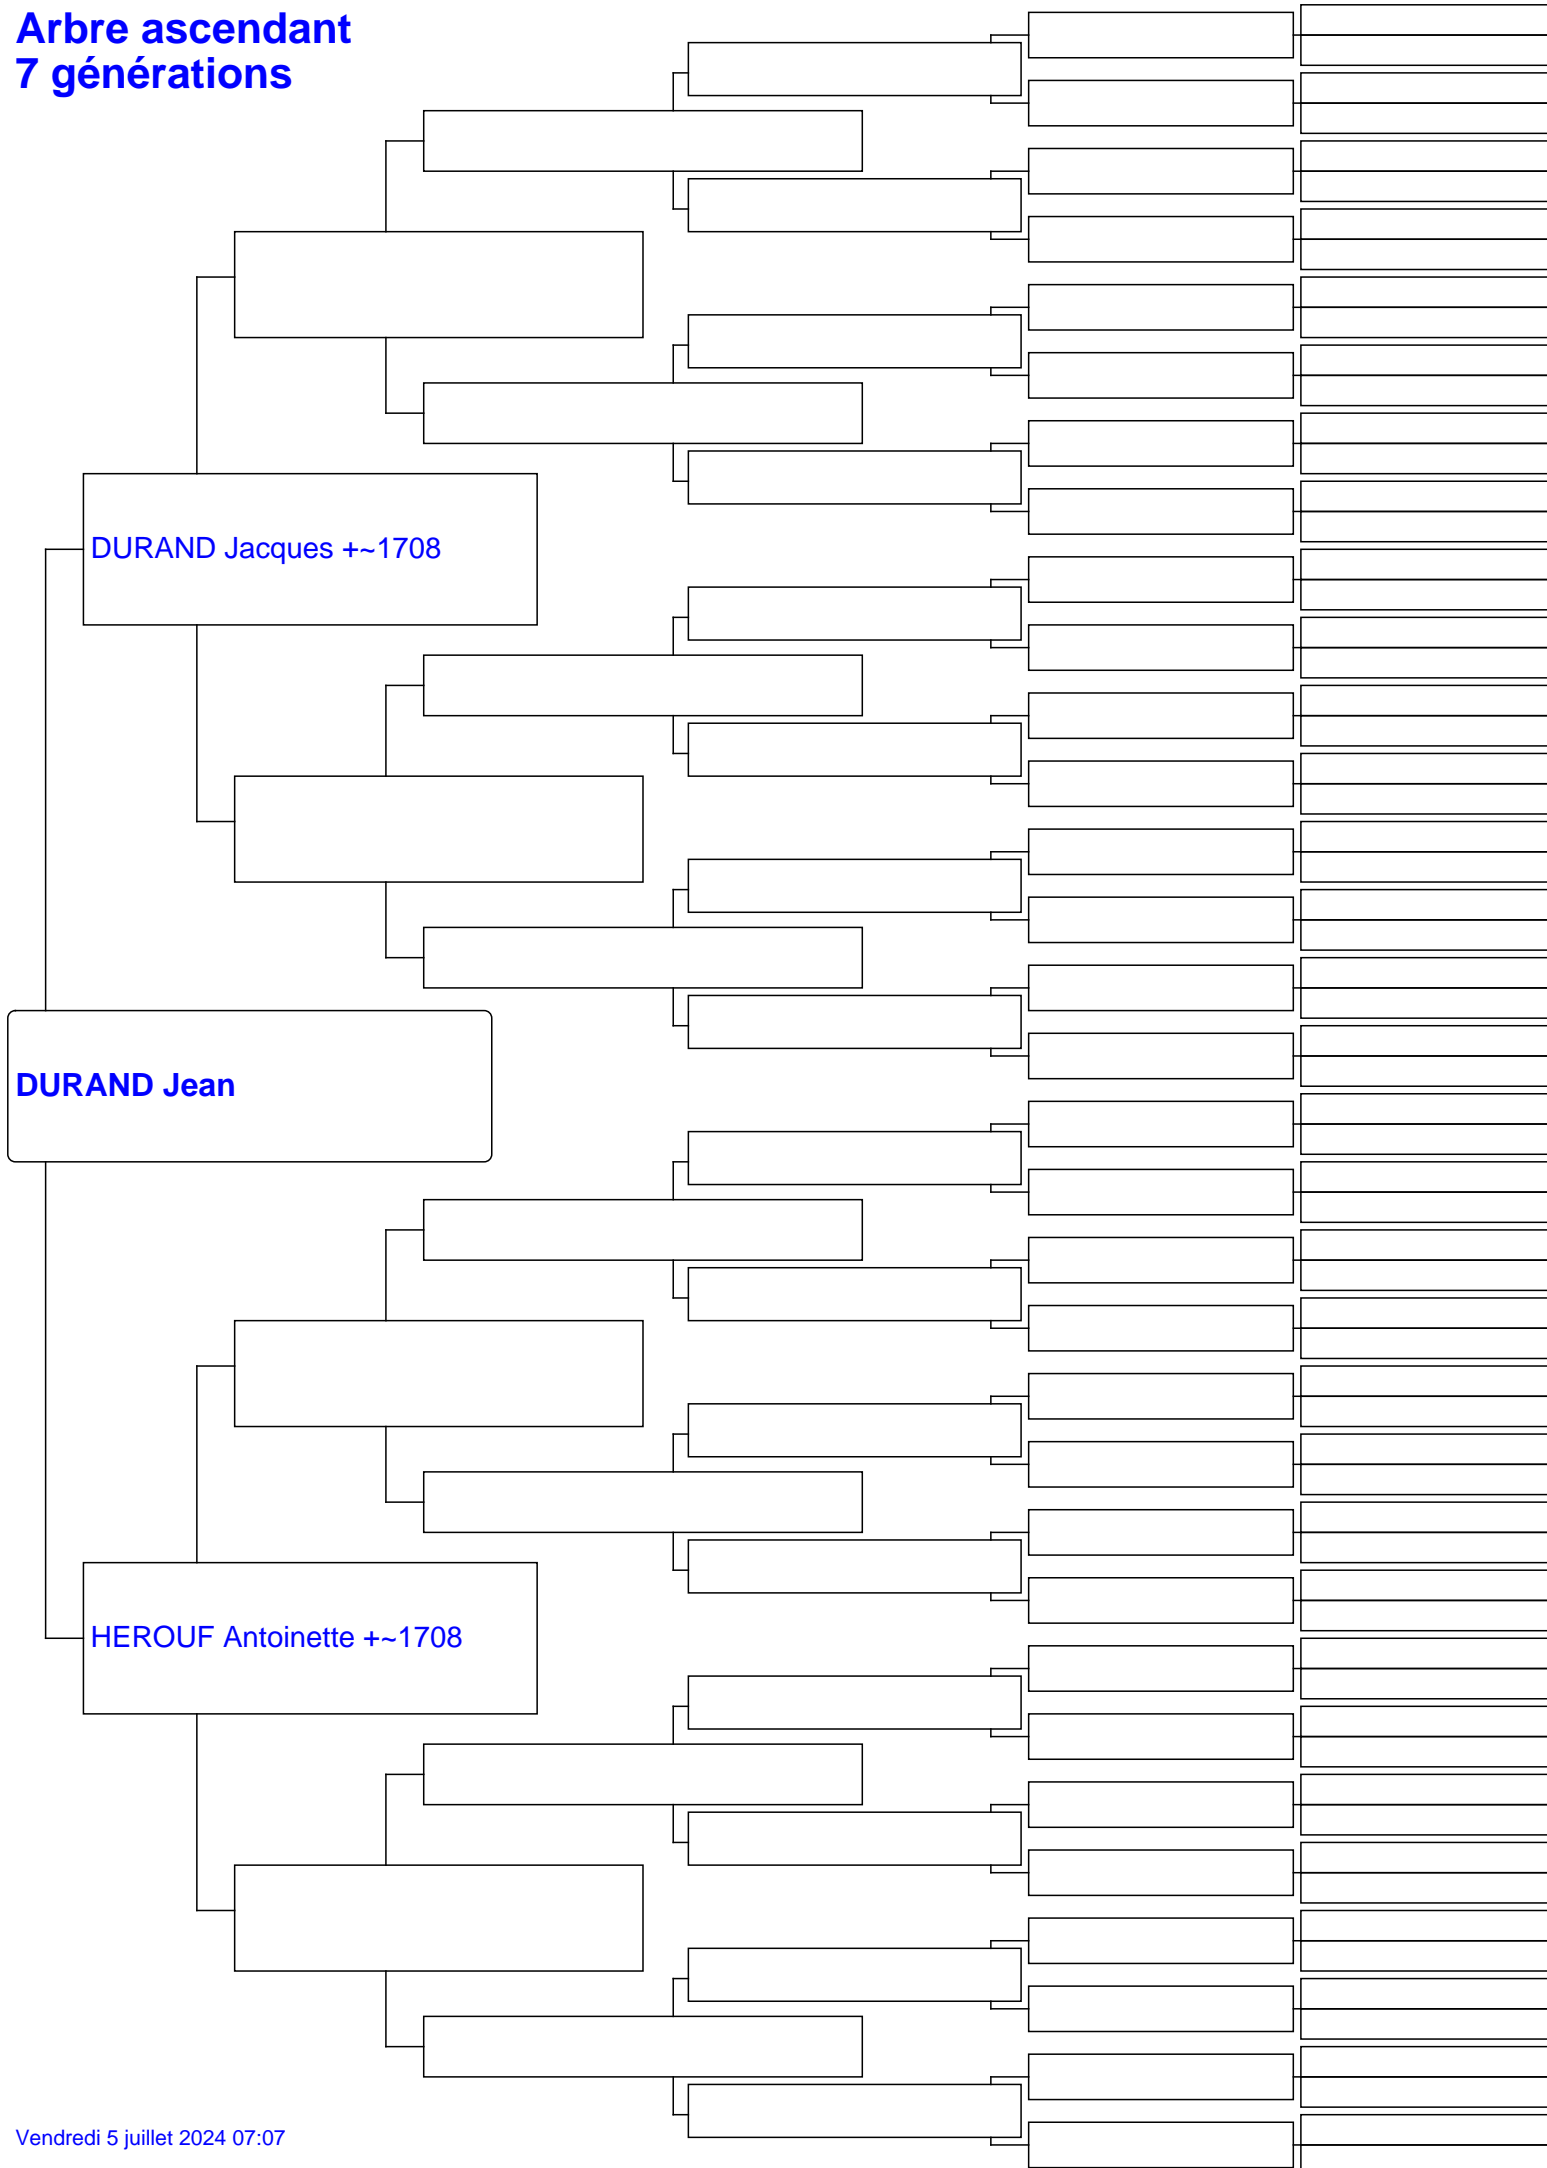 Arbre ascendant
7 générations
DURAND Jacques +~1708
DURAND Jean
HEROUF Antoinette +~1708
Vendredi 5 juillet 2024 07:07